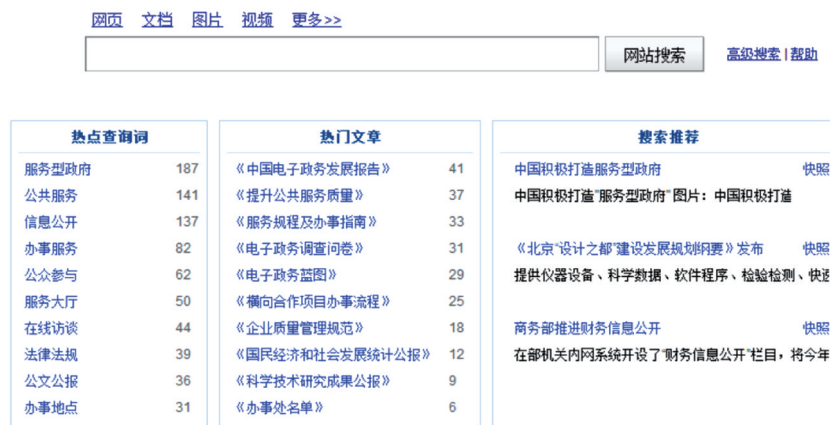 网页 文档 图片 视频 更多>>
网站搜索 高级搜索 | 帮助
热点查询词
服务型政府 187
公共服务 141
信息公开 137
办事服务 82
公众参与 62
服务大厅 50
在线访谈 44
法律法规 39
公文公报 36
办事地点 31
热门文章
《中国电子政务发展报告》 41
《提升公共服务质量》 37
《服务规程及办事指南》 33
《电子政务调查问卷》 31
《电子政务蓝图》 29
《横向合作项目办事流程》 25
《企业质量管理规范》 18
《国民经济和社会发展统计公报》 12
《科学技术研究成果公报》 9
《办事处名单》 6
搜索推荐
中国积极打造服务型政府 快照
中国积极打造"服务型政府" 图片：中国积极打造
《北京"设计之都"建设发展规划纲要》发布 快照
提供仪器设备、科学数据、软件程序、检验检测、快速
商务部推进财务信息公开 快照
在部机关内网系统开设了"财务信息公开"栏目，将今年